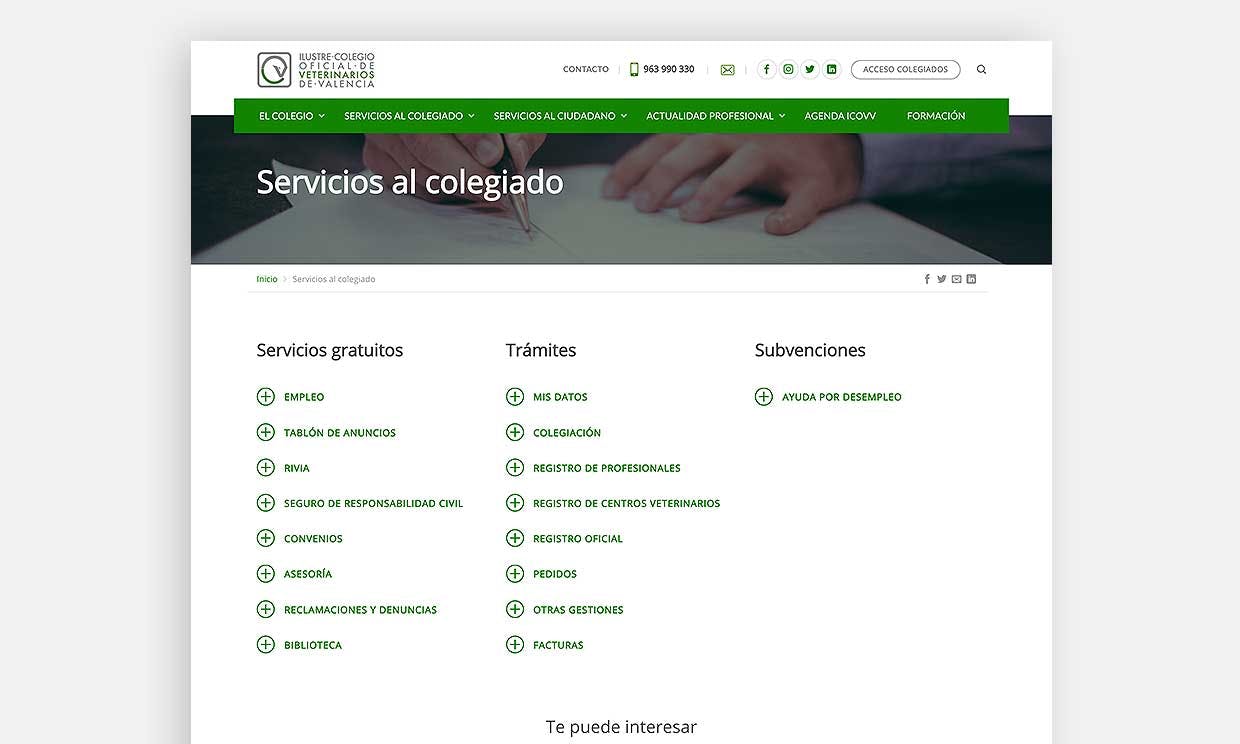 ILUSTRE·COLEGIO
OFICIAL·DE
VETERINARIOS
DE·VALENCIA
CONTACTO
963 990 330
ACCESO COLEGIADOS
EL COLEGIO
SERVICIOS AL COLEGIADO
SERVICIOS AL CIUDADANO
ACTUALIDAD PROFESIONAL
AGENDA ICOVV
FORMACIÓN
Servicios al colegiado
Inicio > Servicios al colegiado
Servicios gratuitos
EMPLEO
TABLÓN DE ANUNCIOS
RIVIA
SEGURO DE RESPONSABILIDAD CIVIL
CONVENIOS
ASESORÍA
RECLAMACIONES Y DENUNCIAS
BIBLIOTECA
Trámites
MIS DATOS
COLEGIACIÓN
REGISTRO DE PROFESIONALES
REGISTRO DE CENTROS VETERINARIOS
REGISTRO OFICIAL
PEDIDOS
OTRAS GESTIONES
FACTURAS
Subvenciones
AYUDA POR DESEMPLEO
Te puede interesar